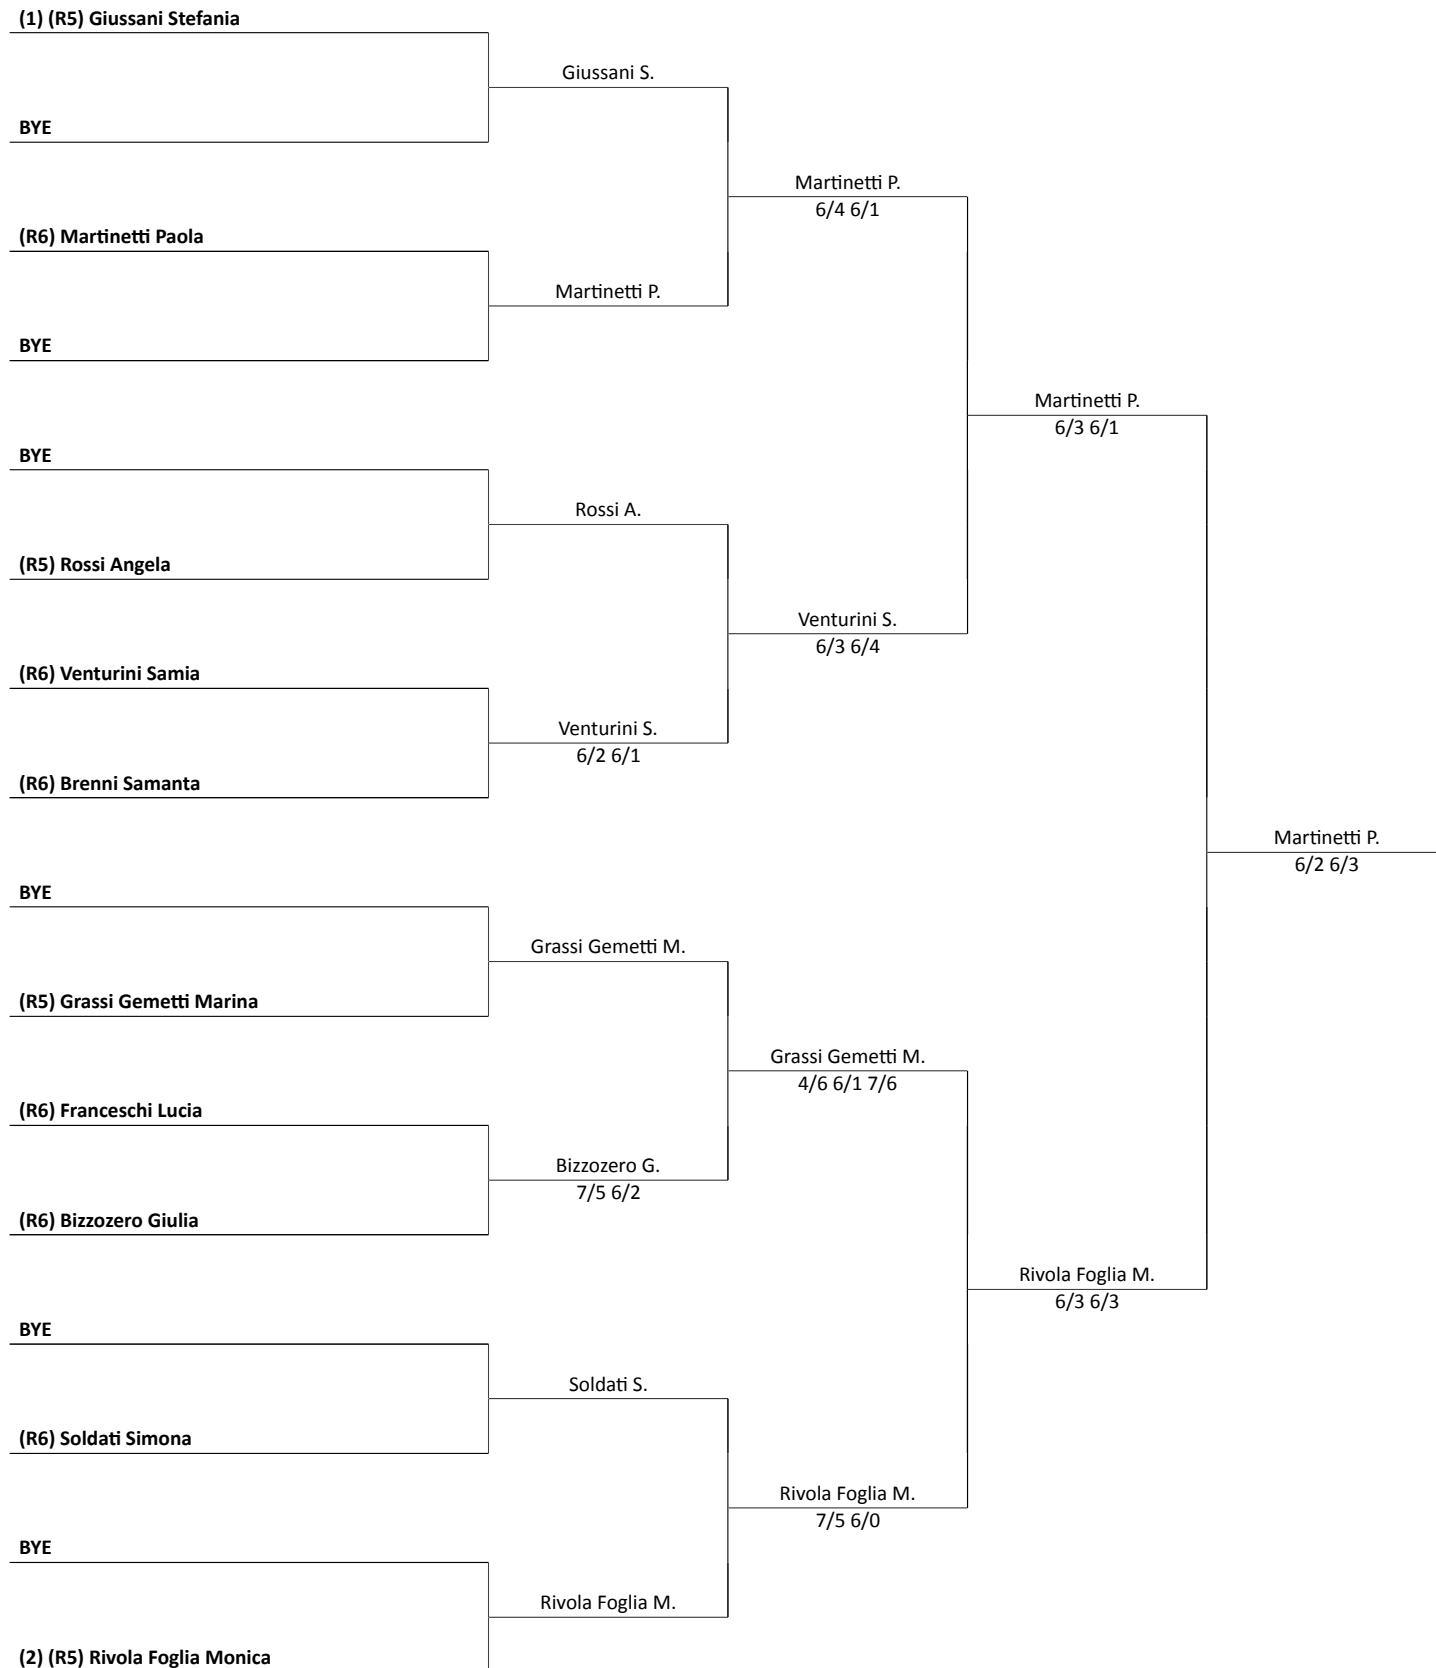 (1) (R5) Giussani Stefania
Giussani S.
BYE
Martinetti P.
6/4 6/1
(R6) Martinetti Paola
Martinetti P.
BYE
Martinetti P.
6/3 6/1
BYE
Rossi A.
(R5) Rossi Angela
Venturini S.
6/3 6/4
(R6) Venturini Samia
Venturini S.
6/2 6/1
(R6) Brenni Samanta
Martinetti P.
6/2 6/3
BYE
Grassi Gemetti M.
(R5) Grassi Gemetti Marina
Grassi Gemetti M.
4/6 6/1 7/6
(R6) Franceschi Lucia
Bizzozero G.
7/5 6/2
(R6) Bizzozero Giulia
Rivola Foglia M.
6/3 6/3
BYE
Soldati S.
(R6) Soldati Simona
Rivola Foglia M.
7/5 6/0
BYE
Rivola Foglia M.
(2) (R5) Rivola Foglia Monica